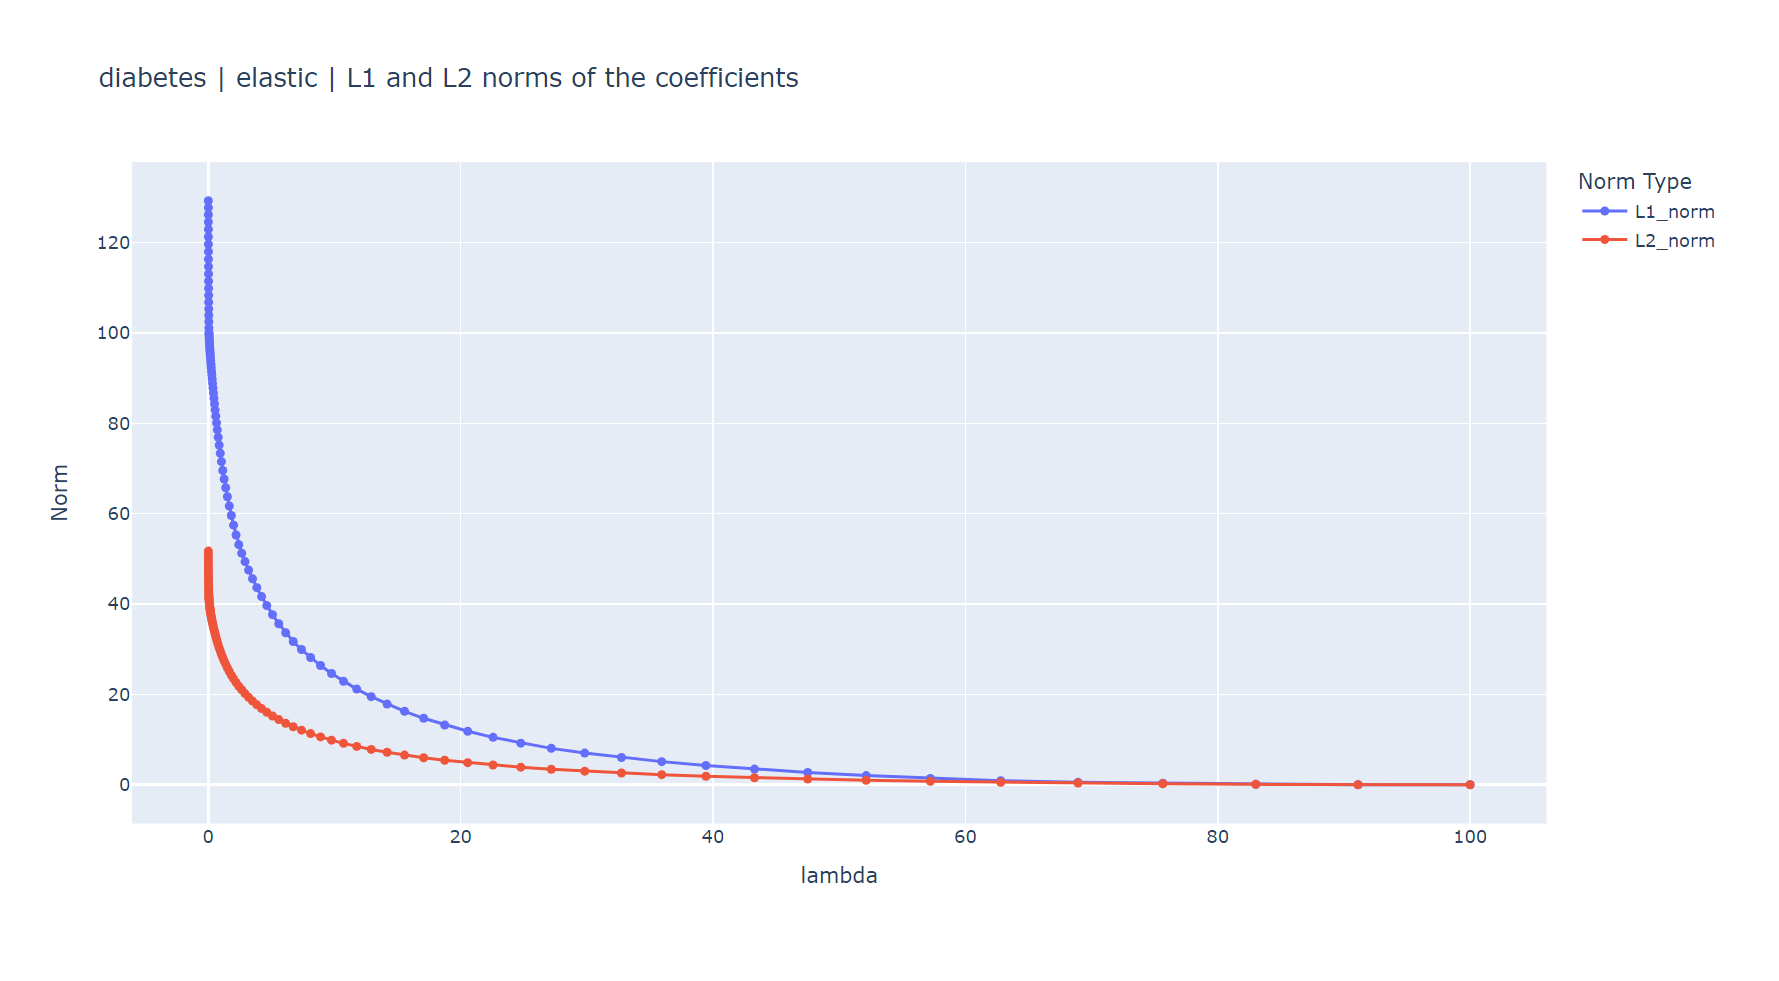 diabetes | elastic | L1 and L2 norms of the coefficients
Norm Type
L1_norm
L2_norm
120
100
80
60
40
20
0
Norm
0 20 40 60 80 100
lambda